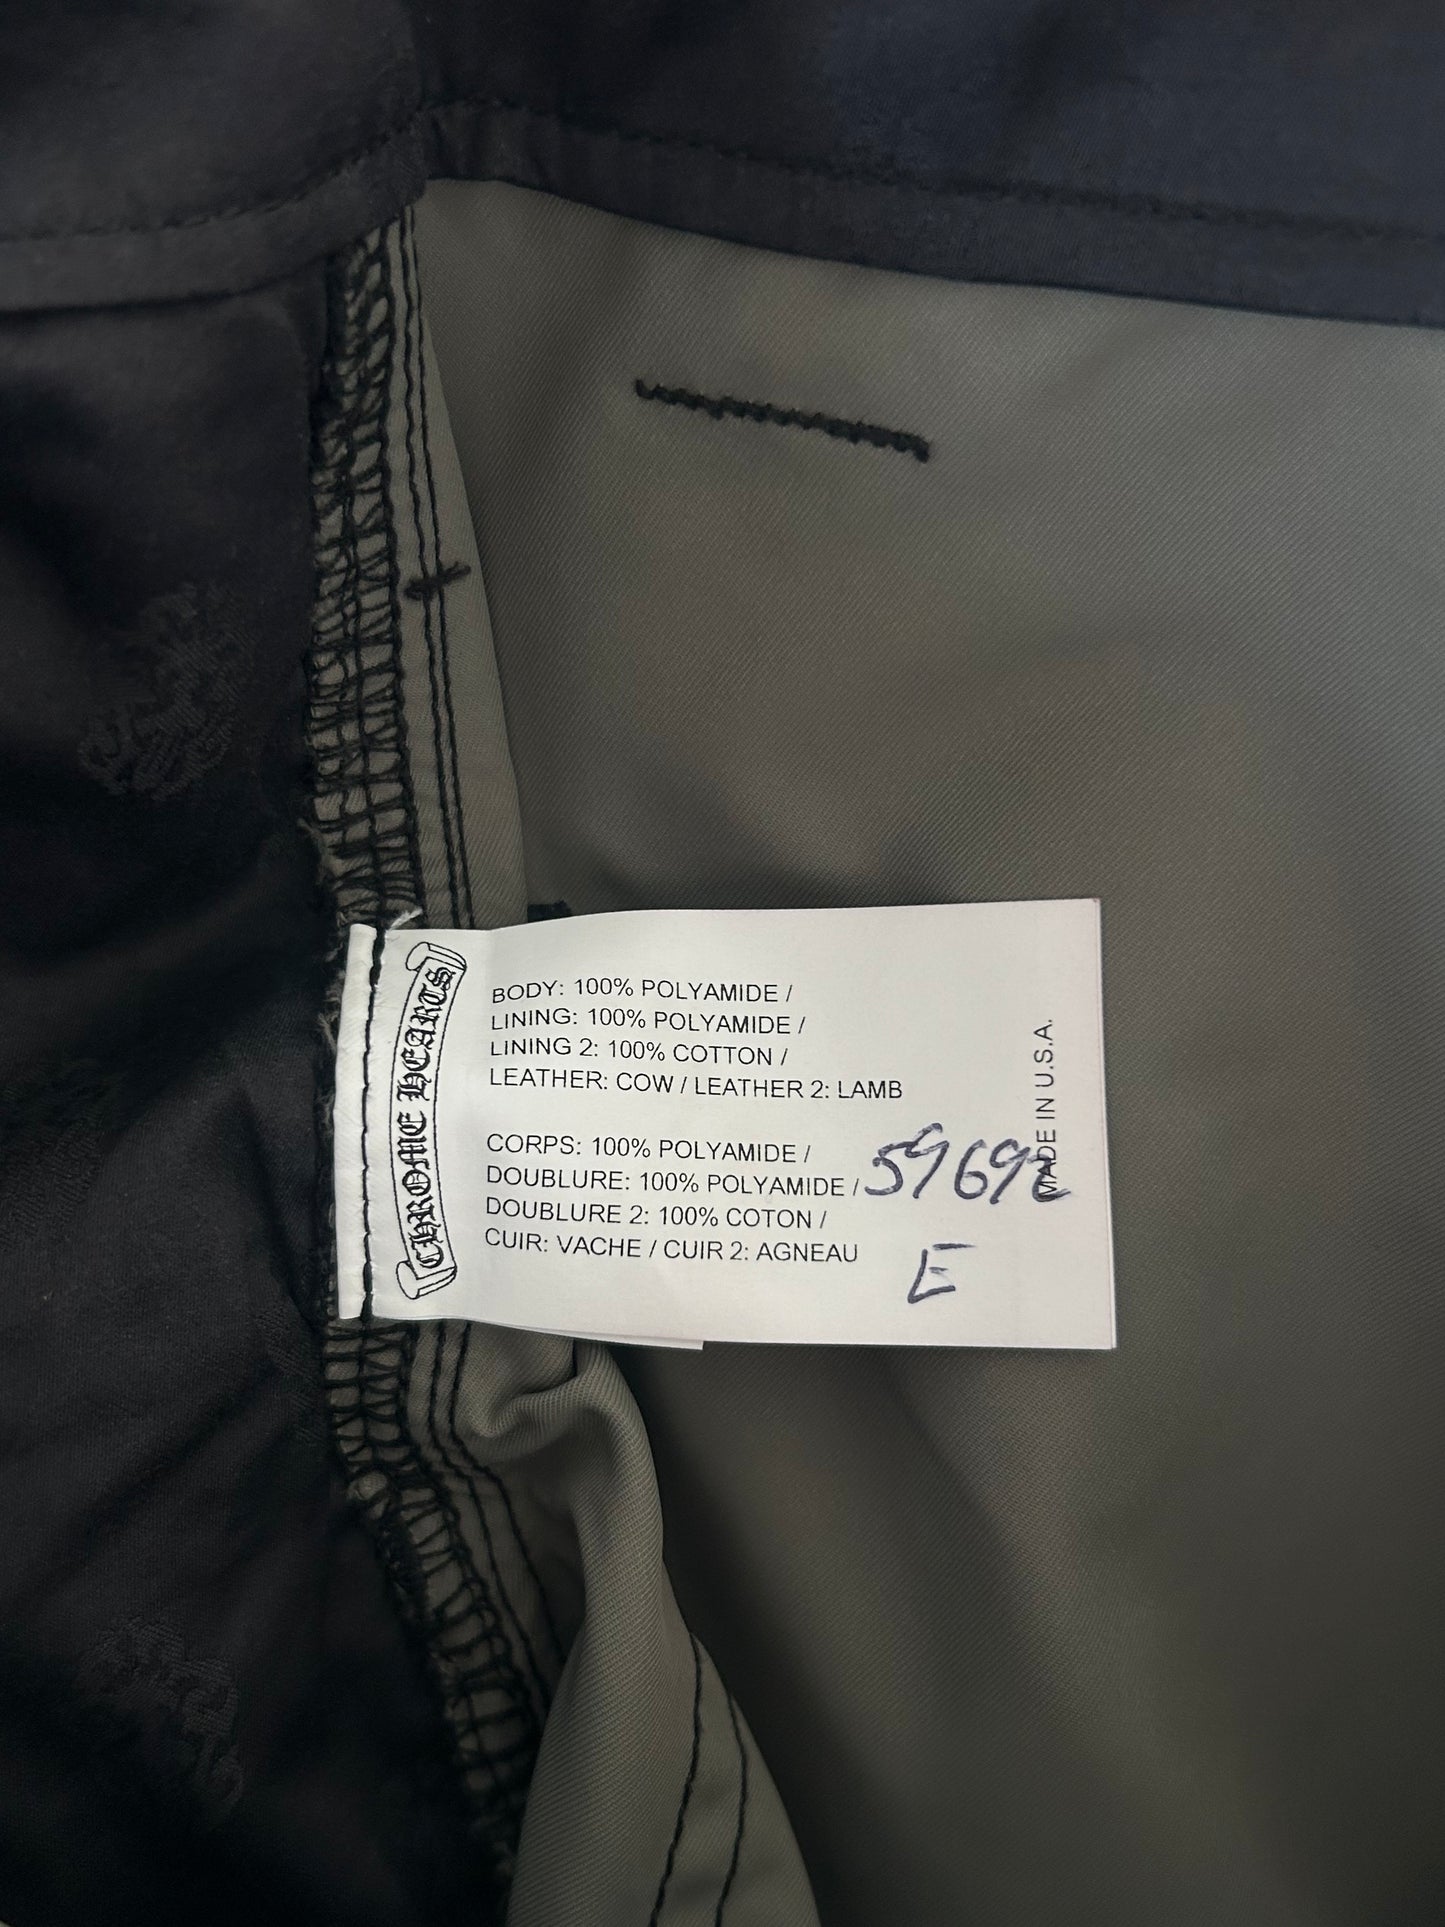 CHROME HEARTS
BODY: 100% POLYAMIDE /
LINING: 100% POLYAMIDE /
LINING 2: 100% COTTON /
LEATHER: COW / LEATHER 2: LAMB
CORPS: 100% POLYAMIDE /
DOUBLURE: 100% POLYAMIDE /
DOUBLURE 2: 100% COTON /
CUIR: VACHE / CUIR 2: AGNEAU
E
MADE IN U.S.A.